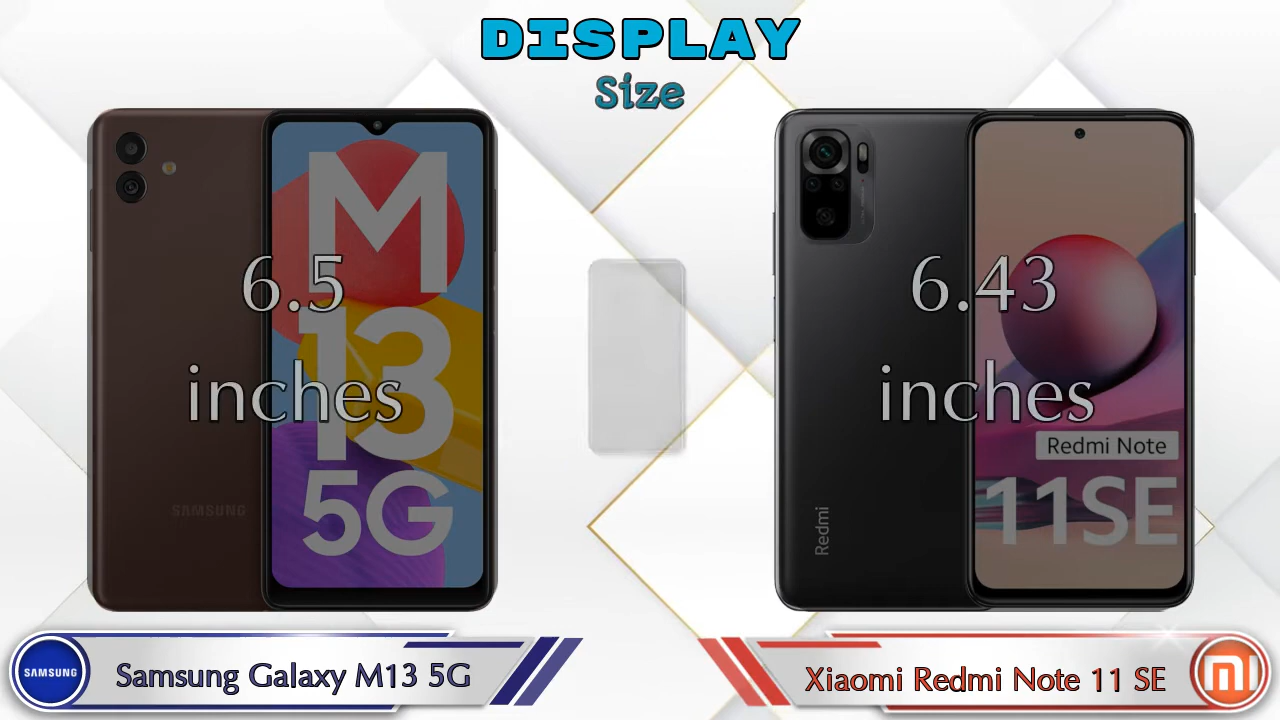 DISPLAY
Size
SAMSUNG
M
13
5G
6.5
inches
Redmi
Redmi Note
11SE
6.43
inches
SAMSUNG
Samsung Galaxy M13 5G
Xiaomi Redmi Note 11 SE
mi